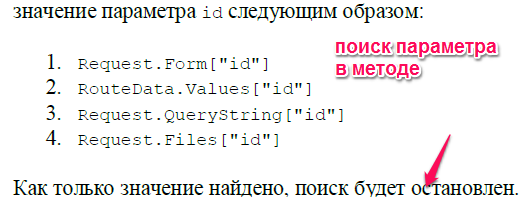 значение параметра id следующим образом:
поиск параметра
в методе
1. Request.Form["id"]
2. RouteData.Values["id"]
3. Request.QueryString["id"]
4. Request.Files["id"]
Как только значение найдено, поиск будет остановлен.